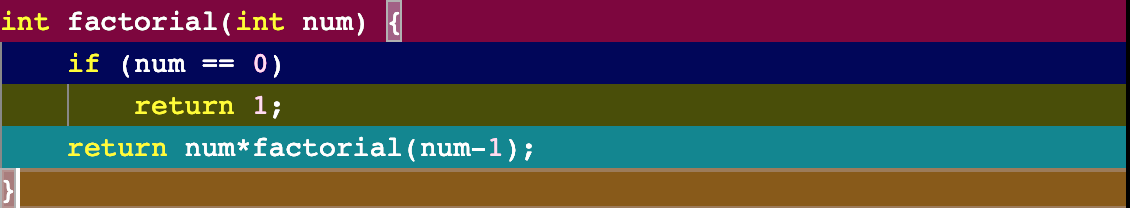 int factorial(int num) {
    if (num == 0)
        return 1;
    return num*factorial(num-1);
}